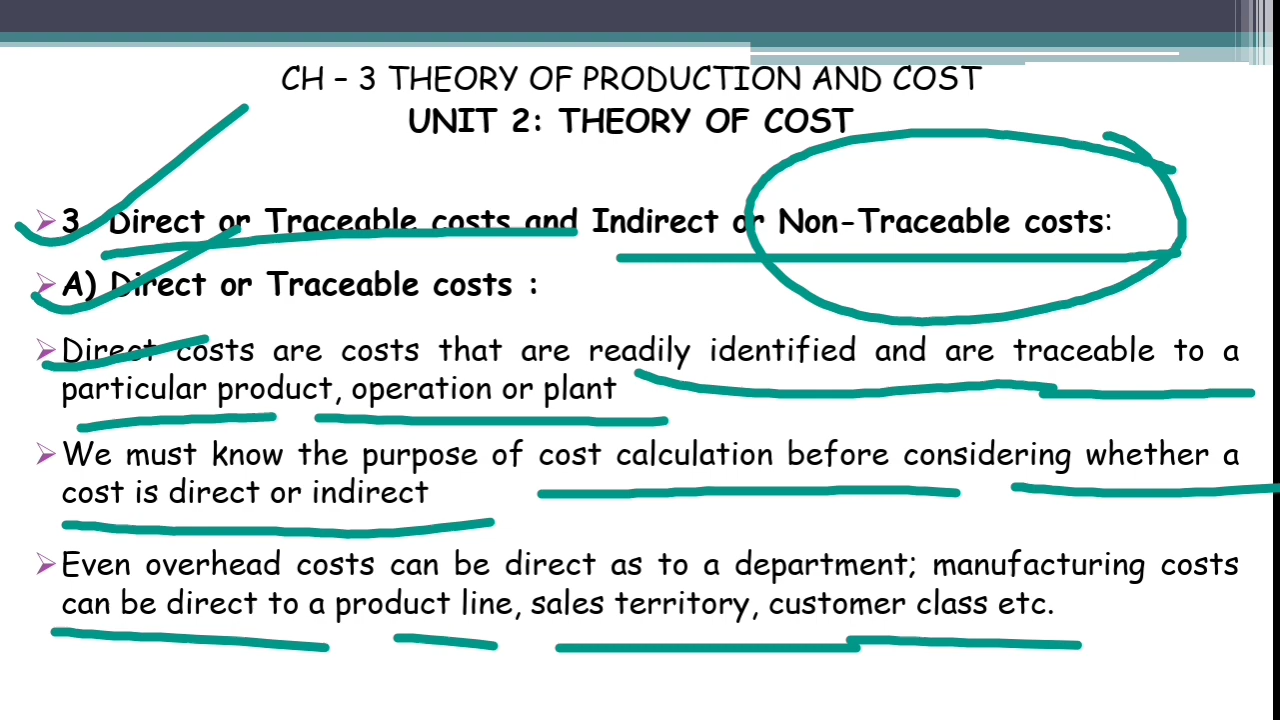 CH – 3 THEORY OF PRODUCTION AND COST
UNIT 2: THEORY OF COST
3. Direct or Traceable costs and Indirect or Non-Traceable costs:
A) Direct or Traceable costs :
Direct costs are costs that are readily identified and are traceable to a
particular product, operation or plant
We must know the purpose of cost calculation before considering whether a
cost is direct or indirect
Even overhead costs can be direct as to a department; manufacturing costs
can be direct to a product line, sales territory, customer class etc.